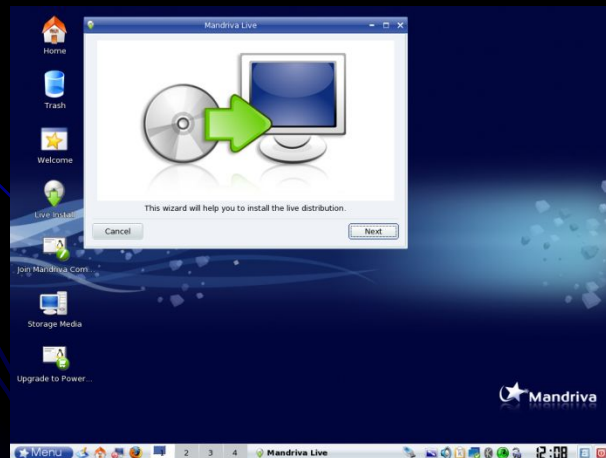 Mandriva Live
Home
Trash
Welcome
This wizard will help you to install the live distribution.
Cancel
Next
Live Install
Join Mandriva Com...
Storage Media
Upgrade to Power...
Mandriva
Menu
2 3 4
Mandriva Live
12:08